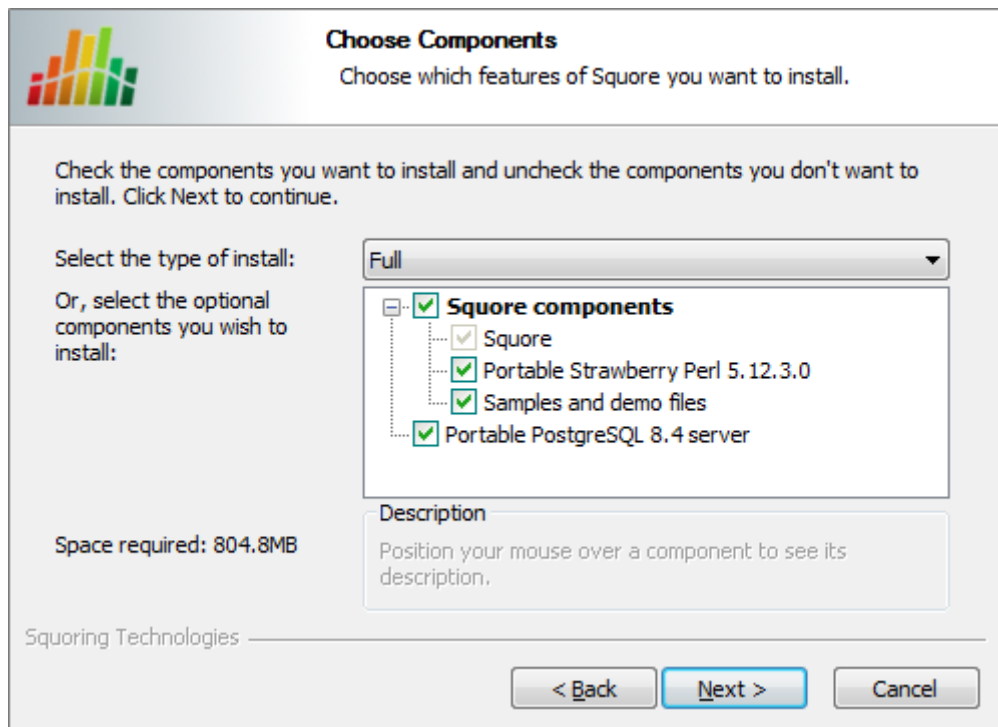 Choose Components
Choose which features of Squore you want to install.
Check the components you want to install and uncheck the components you don't want to
install. Click Next to continue.
Select the type of install:
Full
Or, select the optional
components you wish to
install:
Squore components
Squore
Portable Strawberry Perl 5.12.3.0
Samples and demo files
Portable PostgreSQL 8.4 server
Space required: 804.8MB
Description
Position your mouse over a component to see its
description.
Squoring Technologies
< Back
Next >
Cancel